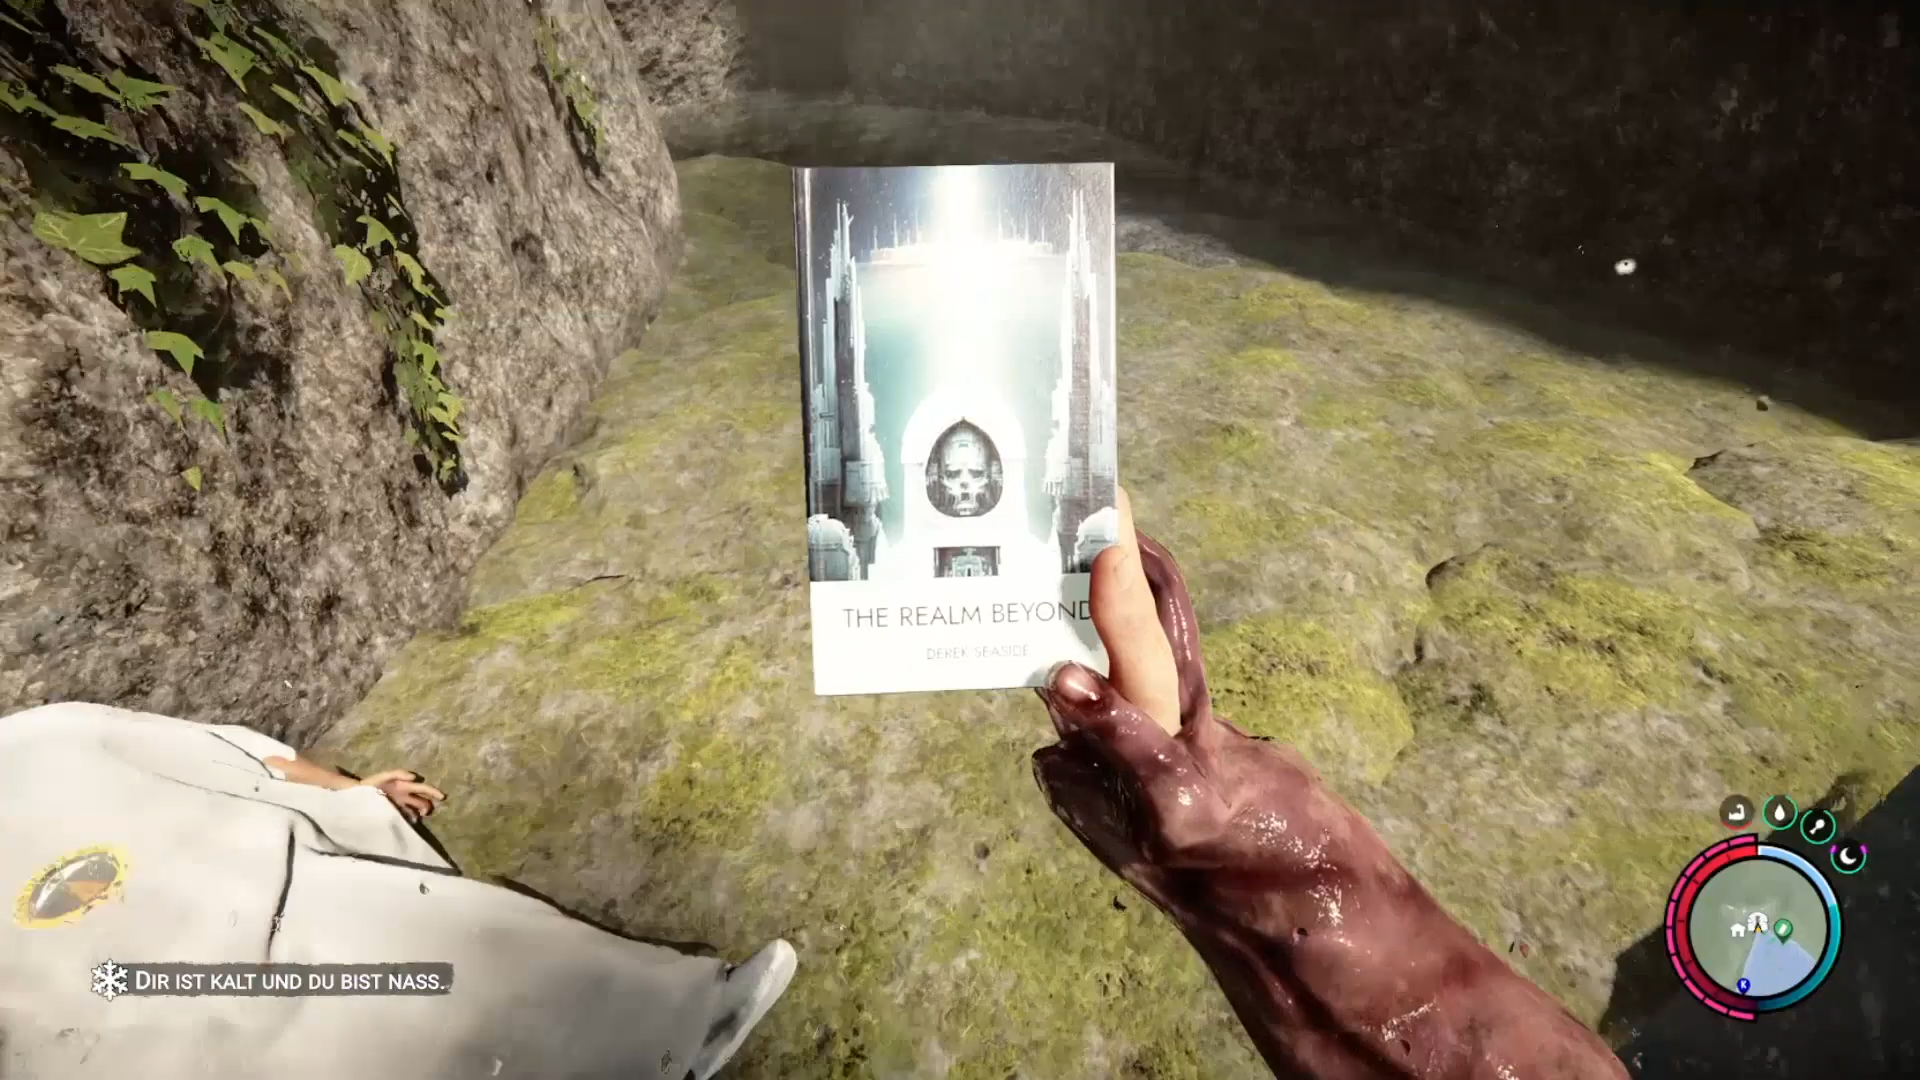 THE REALM BEYOND
DEREK SEASIDE
DIR IST KALT UND DU BIST NASS.
K